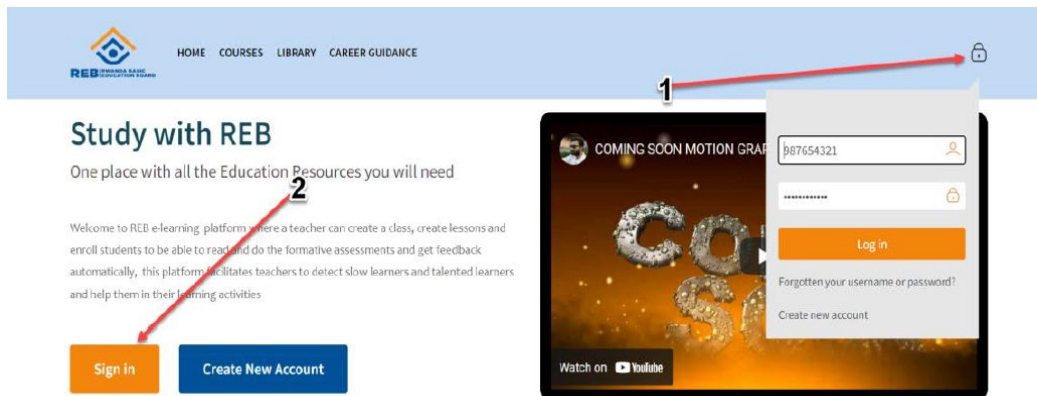 REB RWANDA BASIC EDUCATION BOARD
HOME COURSES LIBRARY CAREER GUIDANCE
1
Study with REB
One place with all the Education Resources you will need
2
Welcome to REB e-learning platform where a teacher can create a class, create lessons and
enroll students to be able to read and do the formative assessments and get feedback
automatically, this platform facilitates teachers to detect slow learners and talented learners
and help them in their learning activities
Sign in
Create New Account
COMING SOON MOTION GRAP
Watch on YouTube
987654321
Log in
Forgotten your username or password?
Create new account